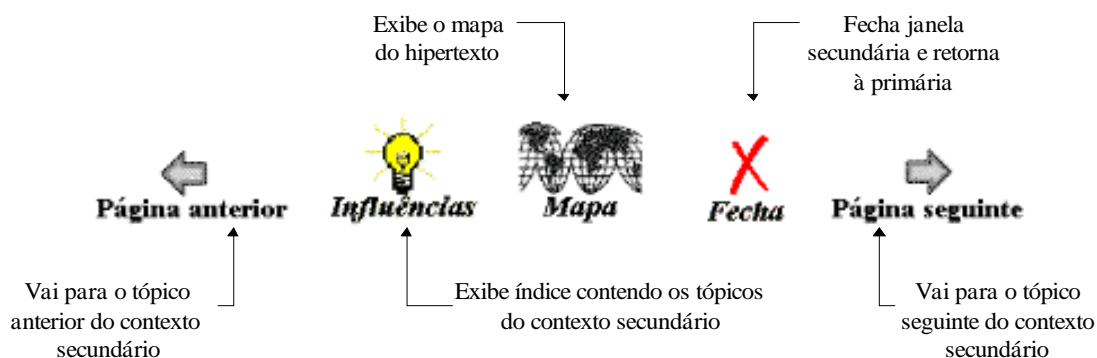 Exibe o mapa
do hipertexto
Fecha janela
secundária e retorna
à primária
Página anterior
Influências
Mapa
Fecha
Página seguinte
Vai para o tópico
anterior do contexto
secundário
Exibe índice contendo os tópicos
do contexto secundário
Vai para o tópico
seguinte do contexto
secundário